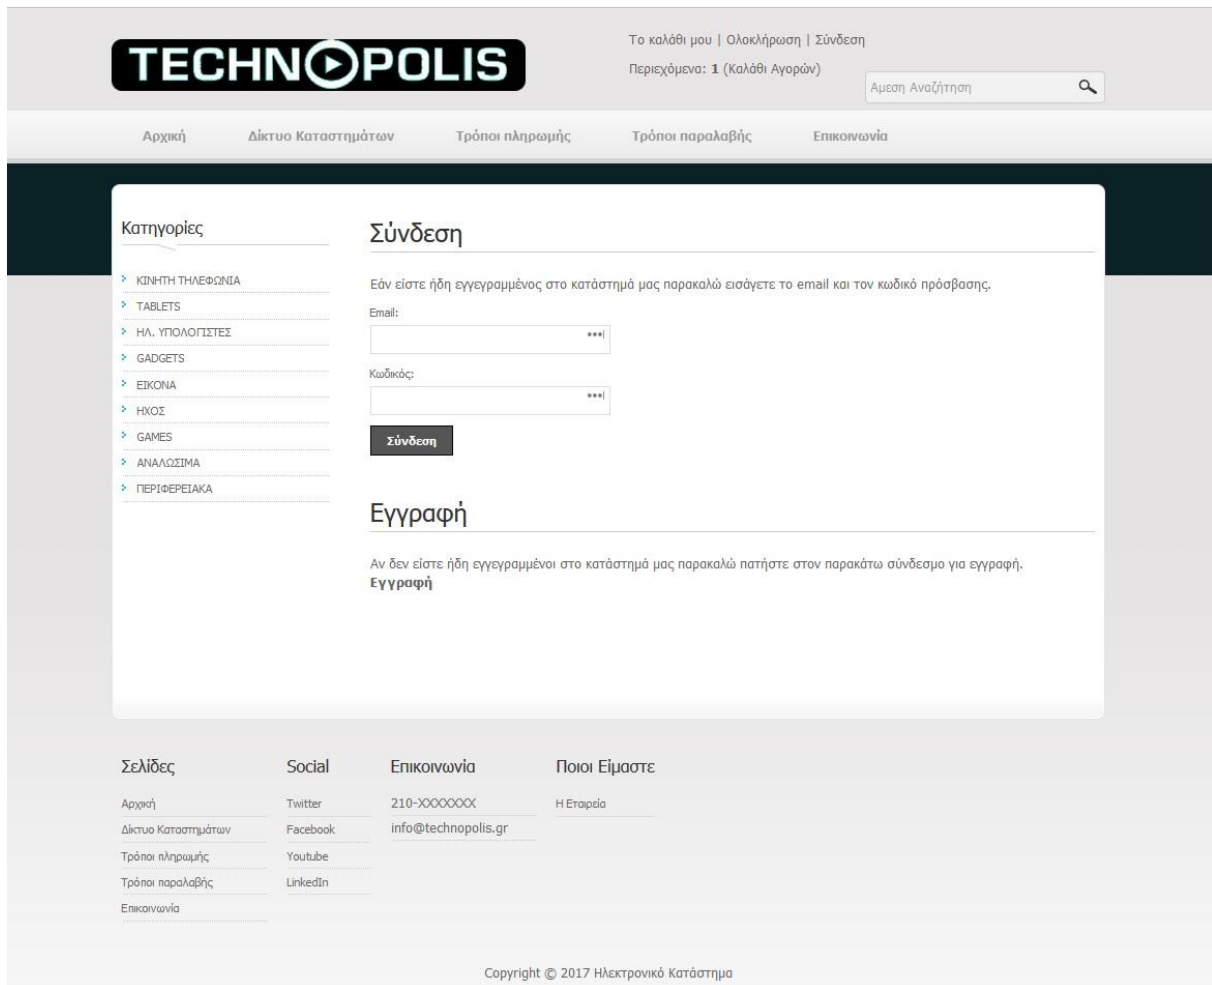 TECHNOPOLIS
Το καλάθι μου | Ολοκλήρωση | Σύνδεση
Περιεχόμενα: 1 (Καλάθι Αγορών)
Αμεση Αναζήτηση
Αρχική Δίκτυο Καταστημάτων Τρόποι πληρωμής Τρόποι παραλαβής Επικοινωνία
Κατηγορίες
ΚΙΝΗΤΗ ΤΗΛΕΦΩΝΙΑ
TABLETS
ΗΛ. ΥΠΟΛΟΓΙΣΤΕΣ
GADGETS
ΕΙΚΟΝΑ
ΗΧΟΣ
GAMES
ΑΝΑΛΩΣΙΜΑ
ΠΕΡΙΦΕΡΕΙΑΚΑ
Σύνδεση
Εάν είστε ήδη εγγεγραμμένος στο κατάστημά μας παρακαλώ εισάγετε το email και τον κωδικό πρόσβασης.
Email:
Κωδικός:
Σύνδεση
Εγγραφή
Αν δεν είστε ήδη εγγεγραμμένοι στο κατάστημά μας παρακαλώ πατήστε στον παρακάτω σύνδεσμο για εγγραφή.
Εγγραφή
Σελίδες
Αρχική
Δίκτυο Καταστημάτων
Τρόποι πληρωμής
Τρόποι παραλαβής
Επικοινωνία
Social
Twitter
Facebook
Youtube
LinkedIn
Επικοινωνία
210-XXXXXXX
info@technopolis.gr
Ποιοι Είμαστε
Η Εταιρεία
Copyright © 2017 Ηλεκτρονικό Κατάστημα